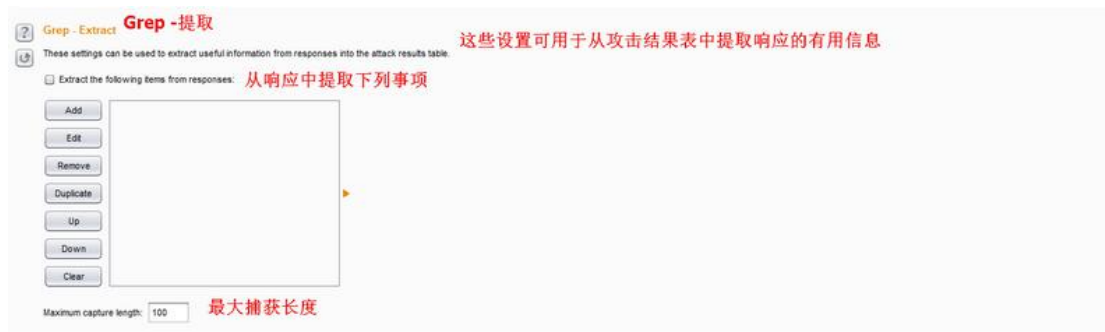 Grep - Extract Grep -提取
These settings can be used to extract useful information from responses into the attack results table. 这些设置可用于从攻击结果表中提取响应的有用信息
Extract the following items from responses: 从响应中提取下列事项
Add
Edit
Remove
Duplicate
Up
Down
Clear
Maximum capture length: 100 最大捕获长度